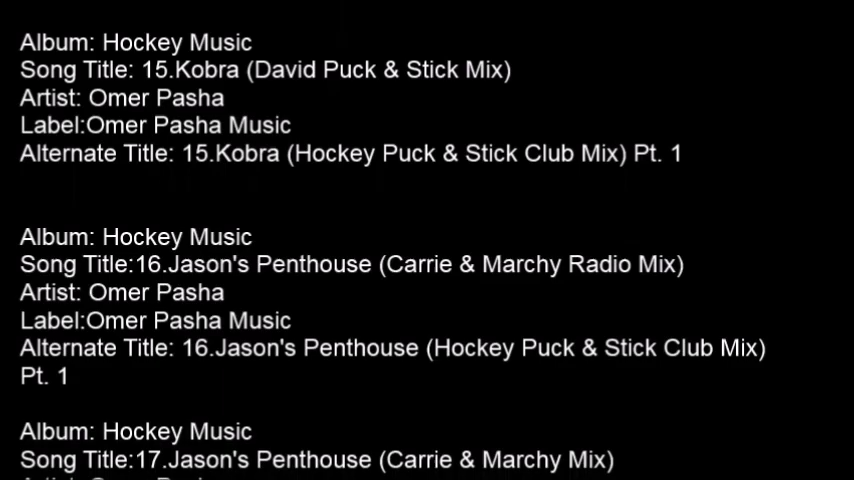 Album: Hockey Music
Song Title: 15.Kobra (David Puck & Stick Mix)
Artist: Omer Pasha
Label:Omer Pasha Music
Alternate Title: 15.Kobra (Hockey Puck & Stick Club Mix) Pt. 1
Album: Hockey Music
Song Title:16.Jason's Penthouse (Carrie & Marchy Radio Mix)
Artist: Omer Pasha
Label:Omer Pasha Music
Alternate Title: 16.Jason's Penthouse (Hockey Puck & Stick Club Mix)
Pt. 1
Album: Hockey Music
Song Title:17.Jason's Penthouse (Carrie & Marchy Mix)